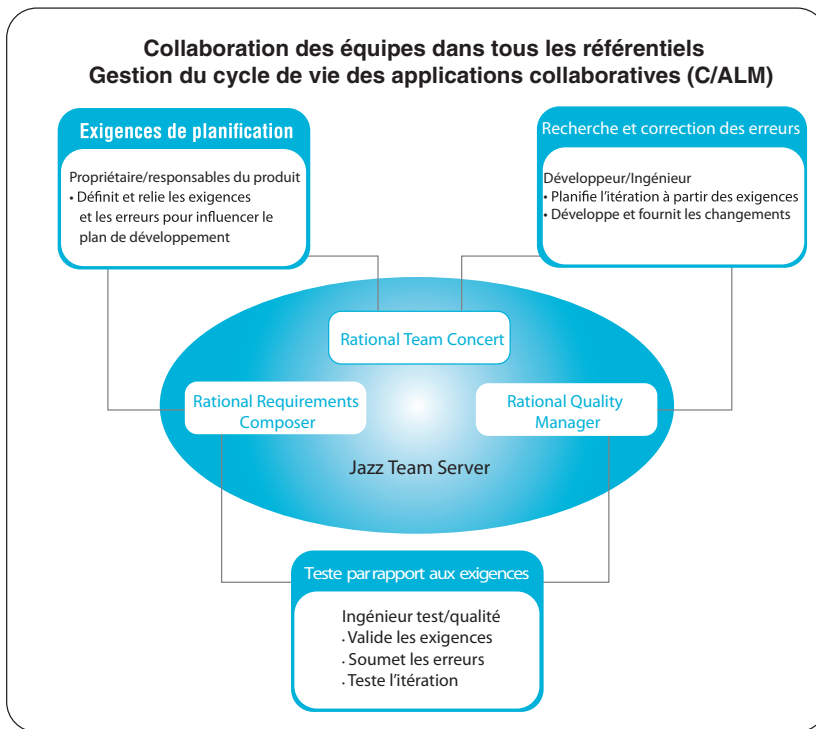 Collaboration des équipes dans tous les référentiels
Gestion du cycle de vie des applications collaboratives (C/ALM)
Exigences de planification
Propriétaire/responsables du produit
• Définit et relie les exigences
et les erreurs pour influencer le
plan de développement
Recherche et correction des erreurs
Développeur/Ingénieur
• Planifie l'itération à partir des exigences
• Développe et fournit les changements
Rational Team Concert
Rational Requirements
Composer
Rational Quality
Manager
Jazz Team Server
Teste par rapport aux exigences
Ingénieur test/qualité
· Valide les exigences
· Soumet les erreurs
· Teste l'itération